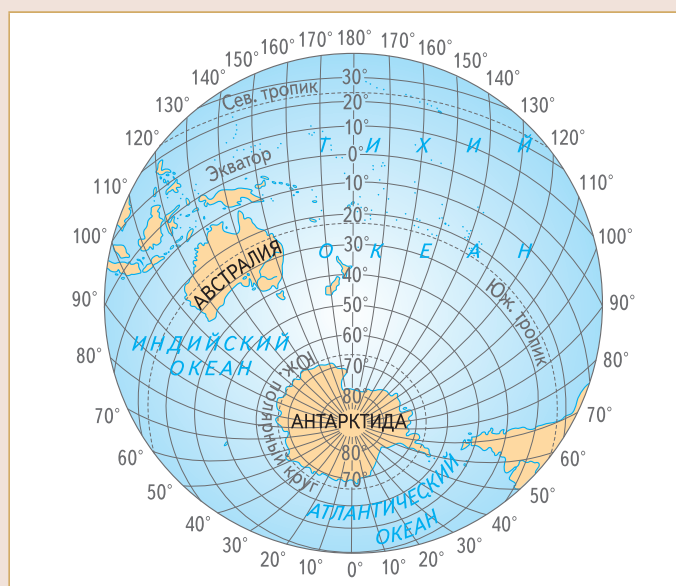 180°
170° 170°
160° 160°
150° 150°
140° 140°
130° 130°
120° 120°
110° 110°
100° 100°
90° 90°
80° 80°
70° 70°
60° 60°
50° 50°
40° 40°
30° 30°
20° 20°
10° 10°
0°
30°
20°
10°
0°
10°
20°
30°
40°
50°
60°
70°
80°
80°
70°
Сев. тропик
Экватор
Юж. тропик
Юж. полярный круг
ТИХИЙ
ОКЕАН
АВСТРАЛИЯ
ИНДИЙСКИЙ
ОКЕАН
АНТАРКТИДА
АТЛАНТИЧЕСКИЙ
ОКЕАН